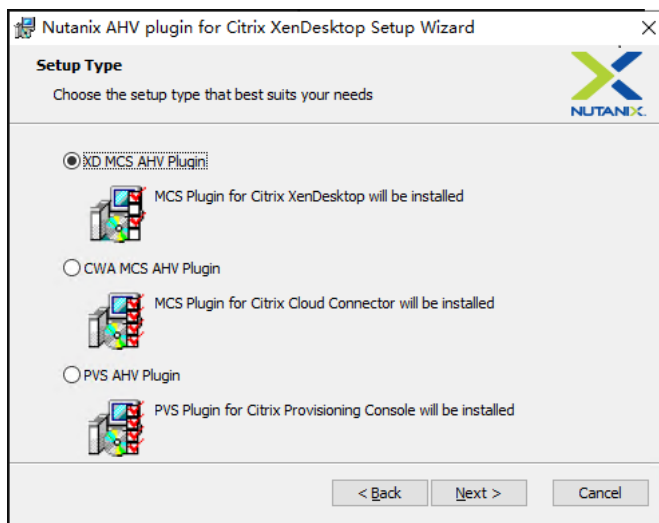 Nutanix AHV plugin for Citrix XenDesktop Setup Wizard
Setup Type
Choose the setup type that best suits your needs
NUTANIX.
XD MCS AHV Plugin
MCS Plugin for Citrix XenDesktop will be installed
CWA MCS AHV Plugin
MCS Plugin for Citrix Cloud Connector will be installed
PVS AHV Plugin
PVS Plugin for Citrix Provisioning Console will be installed
< Back Next > Cancel